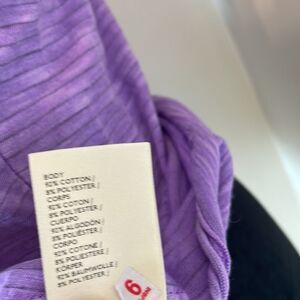 BODY
92% COTTON /
8% POLYESTER /
CORPS
92% COTON /
8% POLYESTER /
CUERPO
92% ALGODÓN /
8% POLIÉSTER /
CORPO
92% COTONE /
8% POLIESTERE /
KÖRPER
92% BAUMWOLLE /
8% POLYESTER /
6